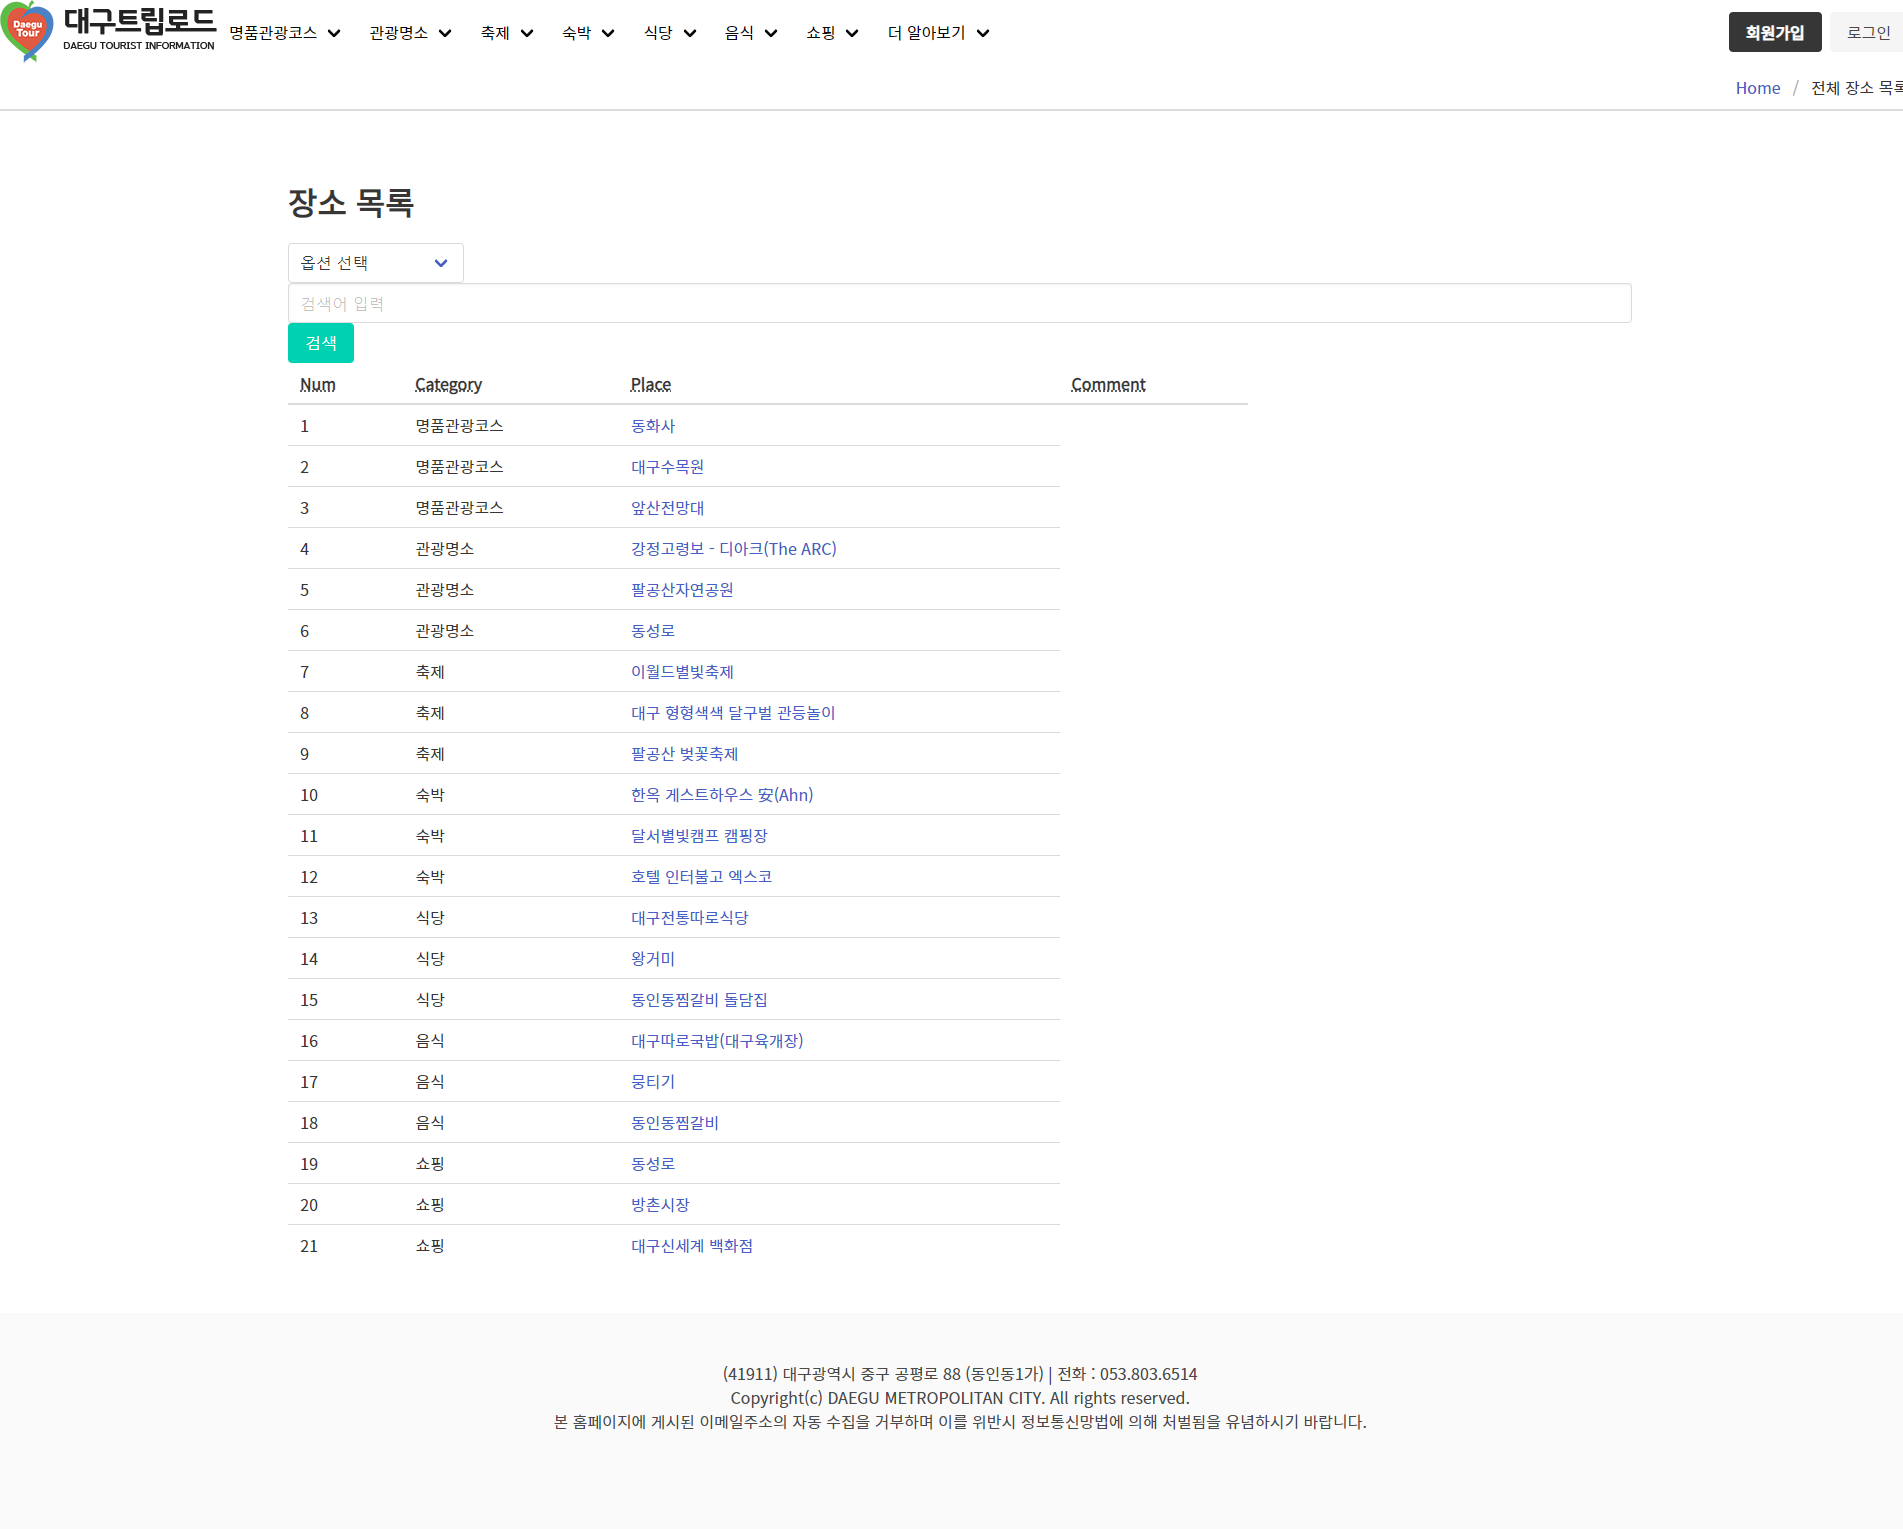 Daegu Tour
대구트립로드
DAEGU TOURIST INFORMATION
명품관광코스 관광명소 축제 숙박 식당 음식 쇼핑 더 알아보기 회원가입 로그인
Home / 전체 장소 목록
장소 목록
옵션 선택
검색어 입력
검색
Num Category Place Comment
1 명품관광코스 동화사
2 명품관광코스 대구수목원
3 명품관광코스 앞산전망대
4 관광명소 강정고령보 - 디아크(The ARC)
5 관광명소 팔공산자연공원
6 관광명소 동성로
7 축제 이월드별빛축제
8 축제 대구 형형색색 달구벌 관등놀이
9 축제 팔공산 벚꽃축제
10 숙박 한옥 게스트하우스 安(Ahn)
11 숙박 달서별빛캠프 캠핑장
12 숙박 호텔 인터불고 엑스코
13 식당 대구전통따로식당
14 식당 왕거미
15 식당 동인동찜갈비 돌담집
16 음식 대구따로국밥(대구육개장)
17 음식 뭉티기
18 음식 동인동찜갈비
19 쇼핑 동성로
20 쇼핑 방촌시장
21 쇼핑 대구신세계 백화점
(41911) 대구광역시 중구 공평로 88 (동인동1가) | 전화 : 053.803.6514
Copyright(c) DAEGU METROPOLITAN CITY. All rights reserved.
본 홈페이지에 게시된 이메일주소의 자동 수집을 거부하며 이를 위반시 정보통신망법에 의해 처벌됨을 유념하시기 바랍니다.